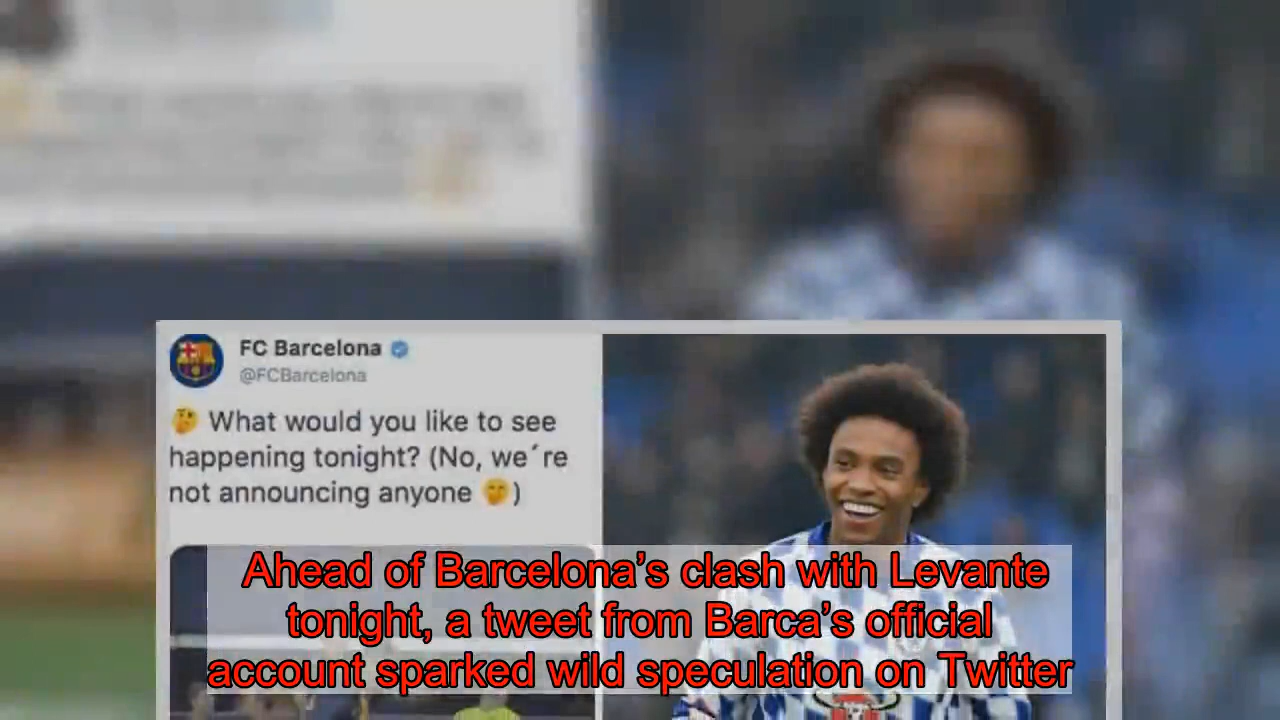 FC Barcelona
@FCBarcelona
🤔 What would you like to see
happening tonight? (No, we´re
not announcing anyone 🤭)
Ahead of Barcelona’s clash with Levante
tonight, a tweet from Barca’s official
account sparked wild speculation on Twitter